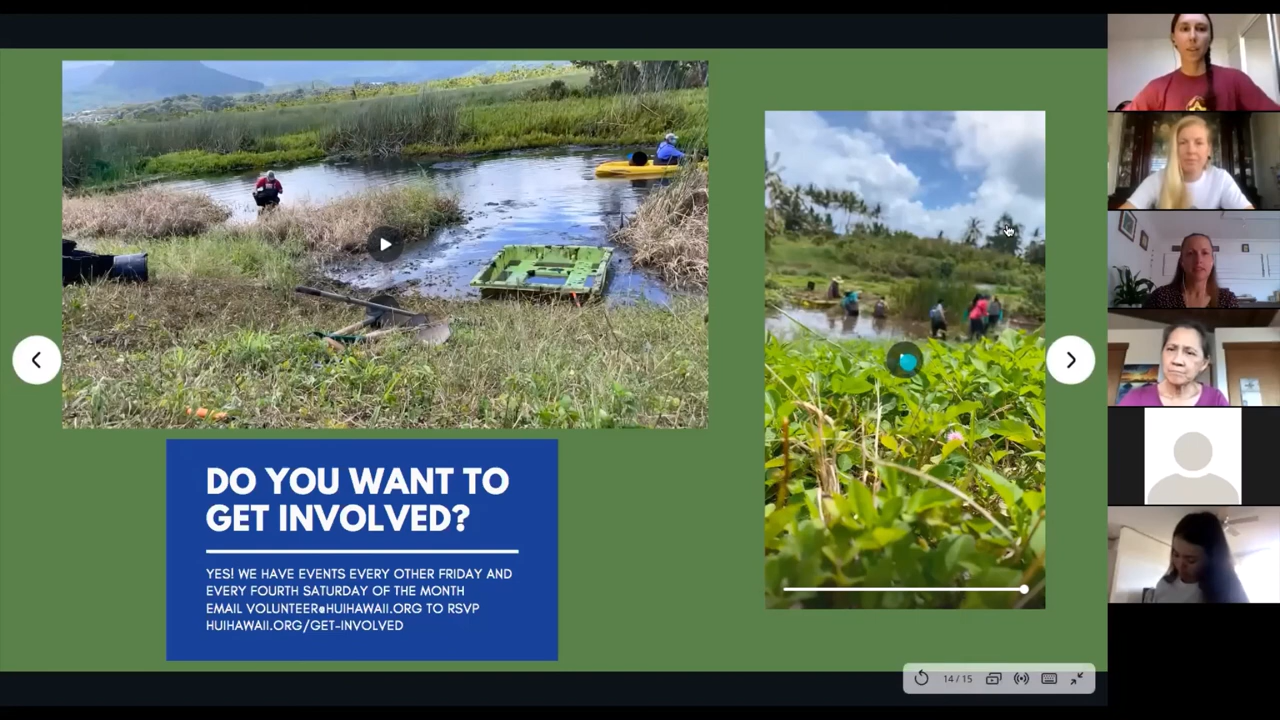 DO YOU WANT TO
GET INVOLVED?
YES! WE HAVE EVENTS EVERY OTHER FRIDAY AND
EVERY FOURTH SATURDAY OF THE MONTH
EMAIL VOLUNTEER@HUIHAWAII.ORG TO RSVP
HUIHAWAII.ORG/GET-INVOLVED
14 / 15